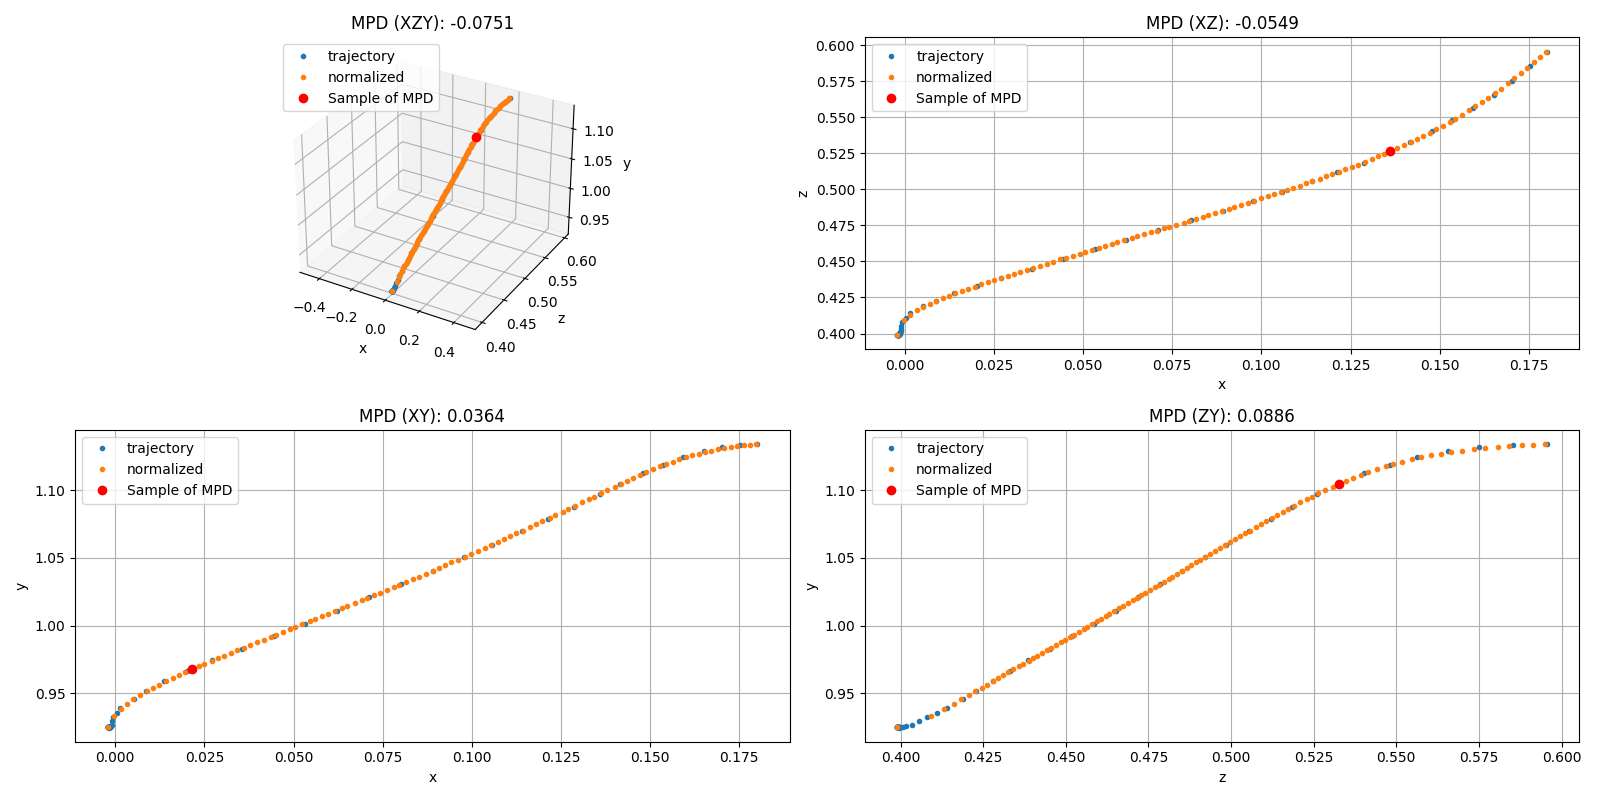 MPD (XZY): -0.0751
trajectory
normalized
Sample of MPD
1.10
1.05
1.00
0.95
y
0.60
0.55
0.50
0.45
0.40
z
−0.4
−0.2
0.0
0.2
0.4
x
MPD (XZ): -0.0549
trajectory
normalized
Sample of MPD
0.600
0.575
0.550
0.525
0.500
0.475
0.450
0.425
0.400
z
0.000 0.025 0.050 0.075 0.100 0.125 0.150 0.175
x
MPD (XY): 0.0364
trajectory
normalized
Sample of MPD
1.10
1.05
1.00
0.95
y
0.000 0.025 0.050 0.075 0.100 0.125 0.150 0.175
x
MPD (ZY): 0.0886
trajectory
normalized
Sample of MPD
1.10
1.05
1.00
0.95
y
0.400 0.425 0.450 0.475 0.500 0.525 0.550 0.575 0.600
z